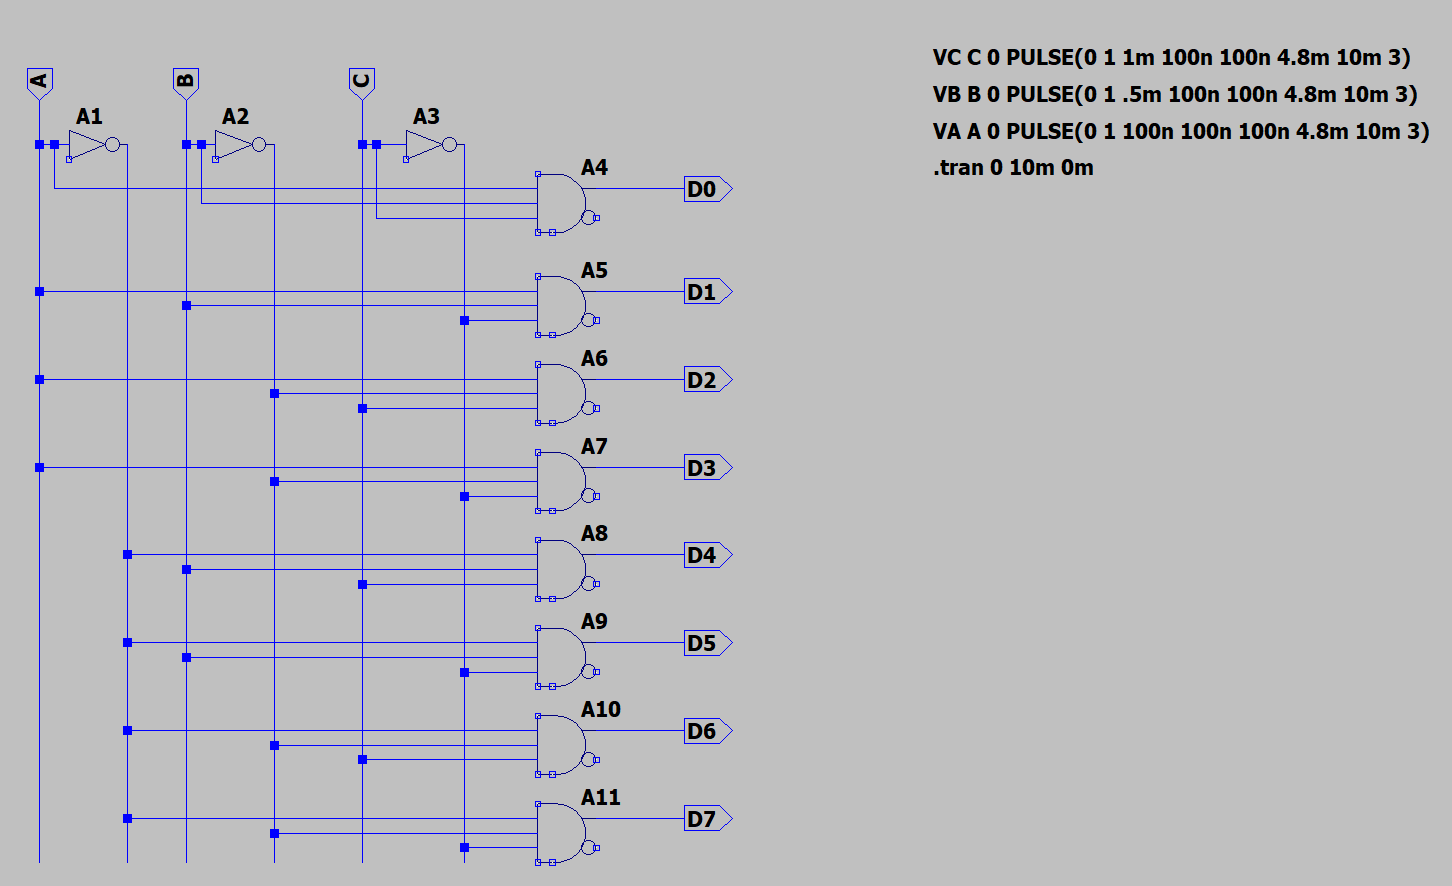 A
B
C
A1
A2
A3
VC C 0 PULSE(0 1 1m 100n 100n 4.8m 10m 3)
VB B 0 PULSE(0 1 .5m 100n 100n 4.8m 10m 3)
VA A 0 PULSE(0 1 100n 100n 100n 4.8m 10m 3)
.tran 0 10m 0m
A4
D0
A5
D1
A6
D2
A7
D3
A8
D4
A9
D5
A10
D6
A11
D7